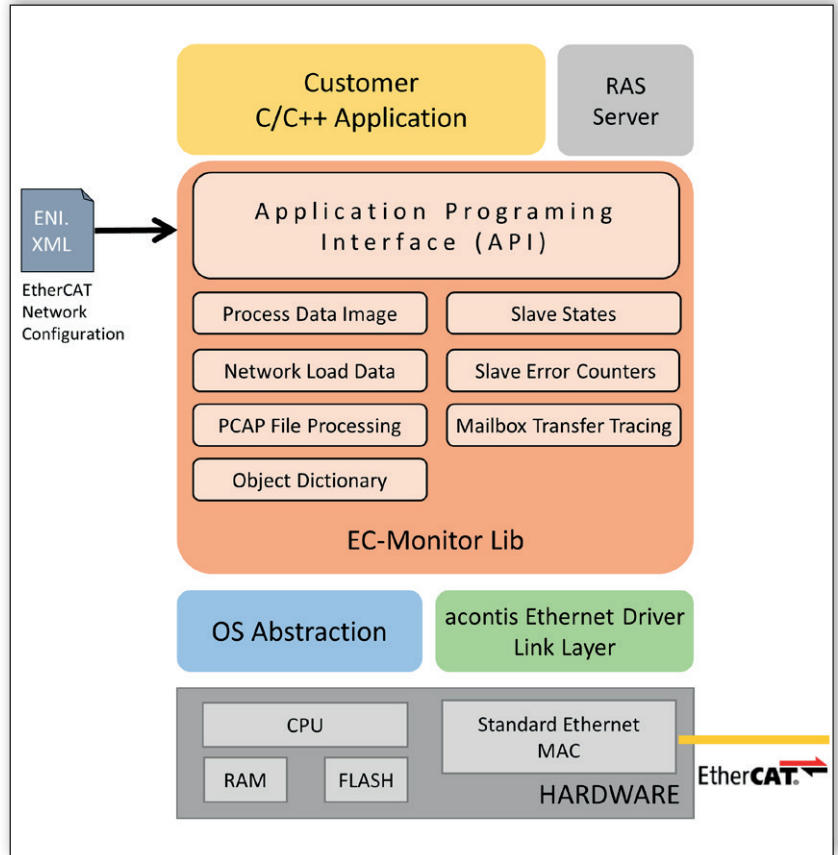 Customer
C/C++ Application
RAS
Server
ENI.
XML
EtherCAT
Network
Configuration
Application Programing
Interface (API)
Process Data Image
Slave States
Network Load Data
Slave Error Counters
PCAP File Processing
Mailbox Transfer Tracing
Object Dictionary
EC-Monitor Lib
OS Abstraction
acontis Ethernet Driver
Link Layer
CPU
RAM
FLASH
Standard Ethernet
MAC
HARDWARE
EtherCAT®